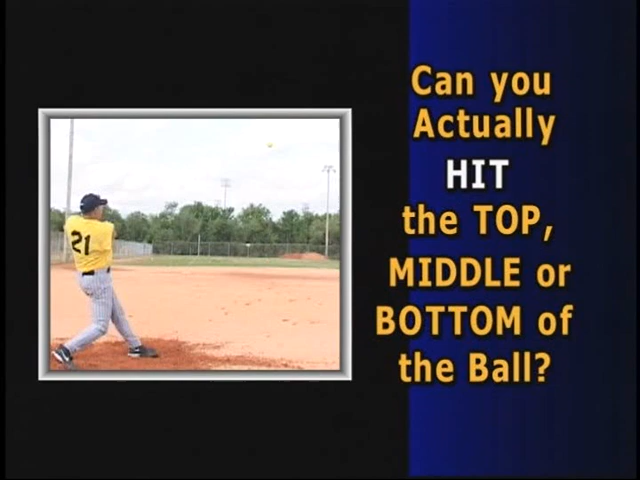 Can you
Actually
HIT
the TOP,
MIDDLE or
BOTTOM of
the Ball?
21